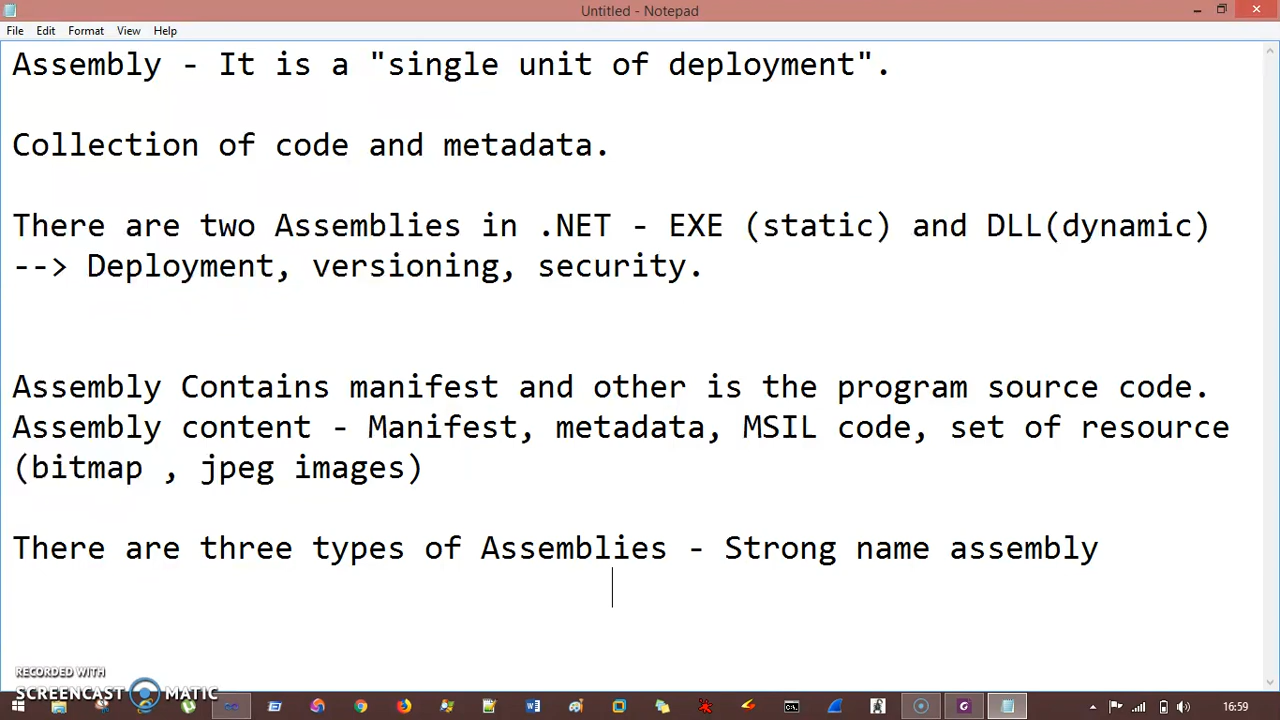 Untitled - Notepad
File Edit Format View Help
Assembly - It is a "single unit of deployment".
Collection of code and metadata.
There are two Assemblies in .NET - EXE (static) and DLL(dynamic)
--> Deployment, versioning, security.
Assembly Contains manifest and other is the program source code.
Assembly content - Manifest, metadata, MSIL code, set of resource
(bitmap , jpeg images)
There are three types of Assemblies - Strong name assembly
RECORDED WITH
SCREENCAST MATIC
16:59